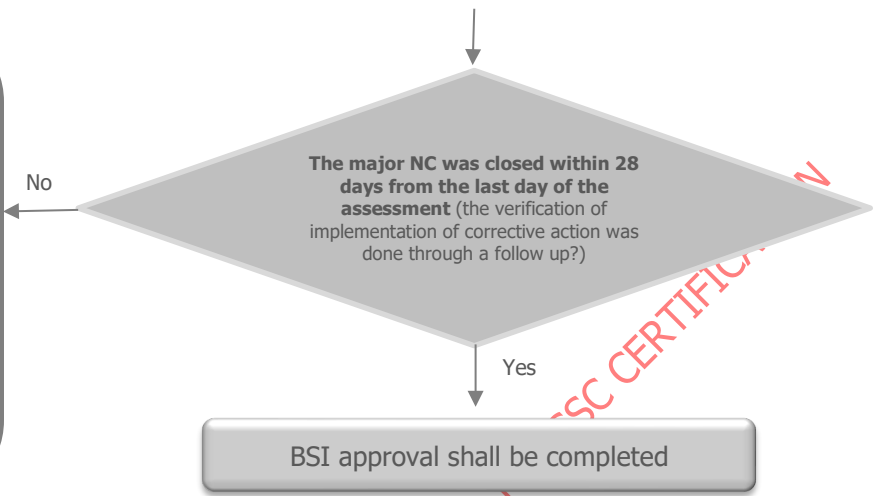 The major NC was closed within 28
days from the last day of the
assessment (the verification of
implementation of corrective action was
done through a follow up?)
No
Yes
BSI approval shall be completed